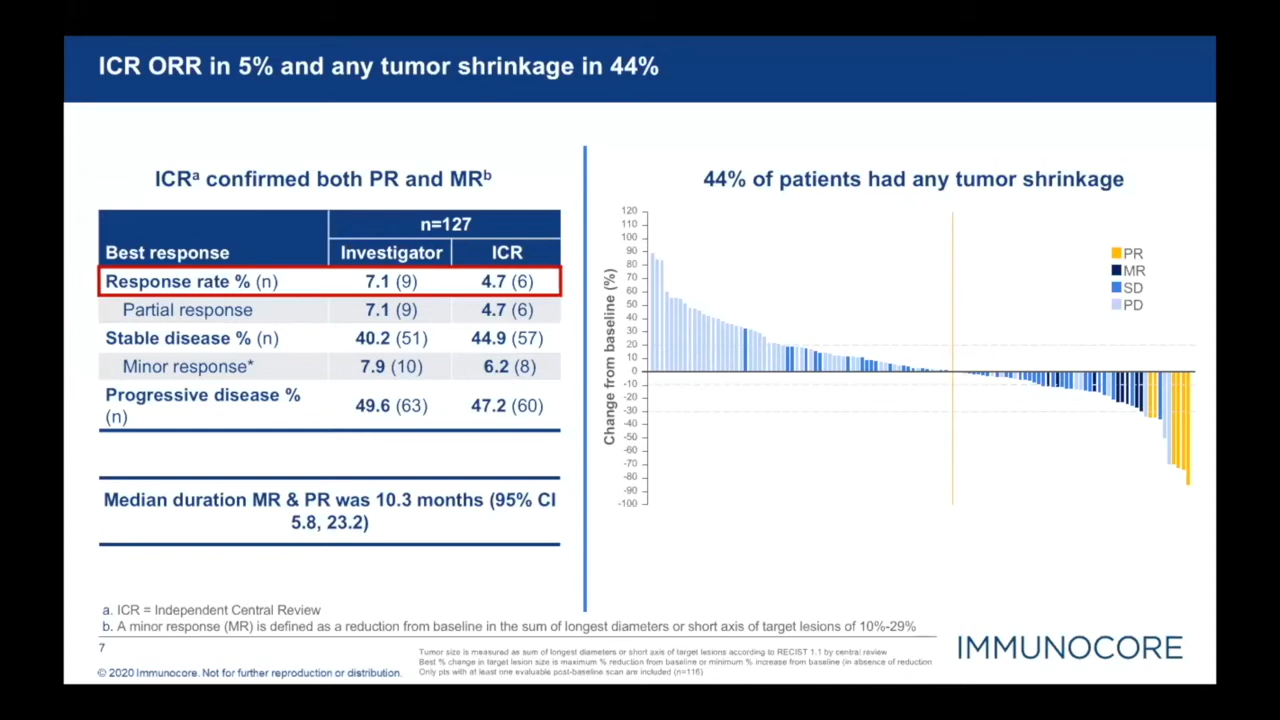 ICR ORR in 5% and any tumor shrinkage in 44%
ICRᵃ confirmed both PR and MRᵇ
n=127
Best response Investigator ICR
Response rate % (n) 7.1 (9) 4.7 (6)
Partial response 7.1 (9) 4.7 (6)
Stable disease % (n) 40.2 (51) 44.9 (57)
Minor response* 7.9 (10) 6.2 (8)
Progressive disease %
(n) 49.6 (63) 47.2 (60)
Median duration MR & PR was 10.3 months (95% CI
5.8, 23.2)
44% of patients had any tumor shrinkage
Change from baseline (%)
120
110
100
90
80
70
60
50
40
30
20
10
0
-10
-20
-30
-40
-50
-60
-70
-80
-90
-100
PR
MR
SD
PD
a. ICR = Independent Central Review
b. A minor response (MR) is defined as a reduction from baseline in the sum of longest diameters or short axis of target lesions of 10%-29%
7
© 2020 Immunocore. Not for further reproduction or distribution.
Tumor size is measured as sum of longest diameters or short axis of target lesions according to RECIST 1.1 by central review
Best % change in target lesion size is maximum % reduction from baseline or minimum % increase from baseline (in absence of reduction
Only pts with at least one evaluable post-baseline scan are included (n=116)
IMMUNOCORE